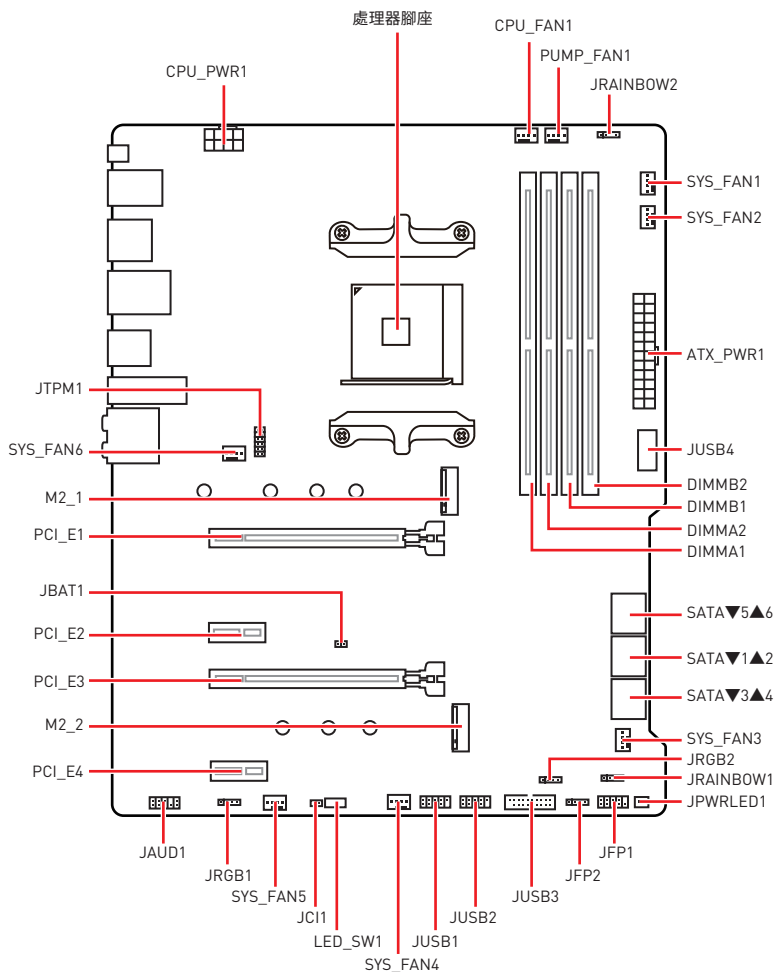 處理器腳座
CPU_FAN1
PUMP_FAN1
CPU_PWR1
JRAINBOW2
SYS_FAN1
SYS_FAN2
ATX_PWR1
JTPM1
SYS_FAN6
JUSB4
M2_1
DIMMB2
DIMMB1
PCI_E1
DIMMA2
DIMMA1
JBAT1
SATA▼5▲6
PCI_E2
SATA▼1▲2
PCI_E3
SATA▼3▲4
M2_2
SYS_FAN3
JRGB2
PCI_E4
JRAINBOW1
JPWRLED1
JAUD1
JFP1
JRGB1
JFP2
SYS_FAN5
JUSB3
JCI1
JUSB2
LED_SW1
JUSB1
SYS_FAN4